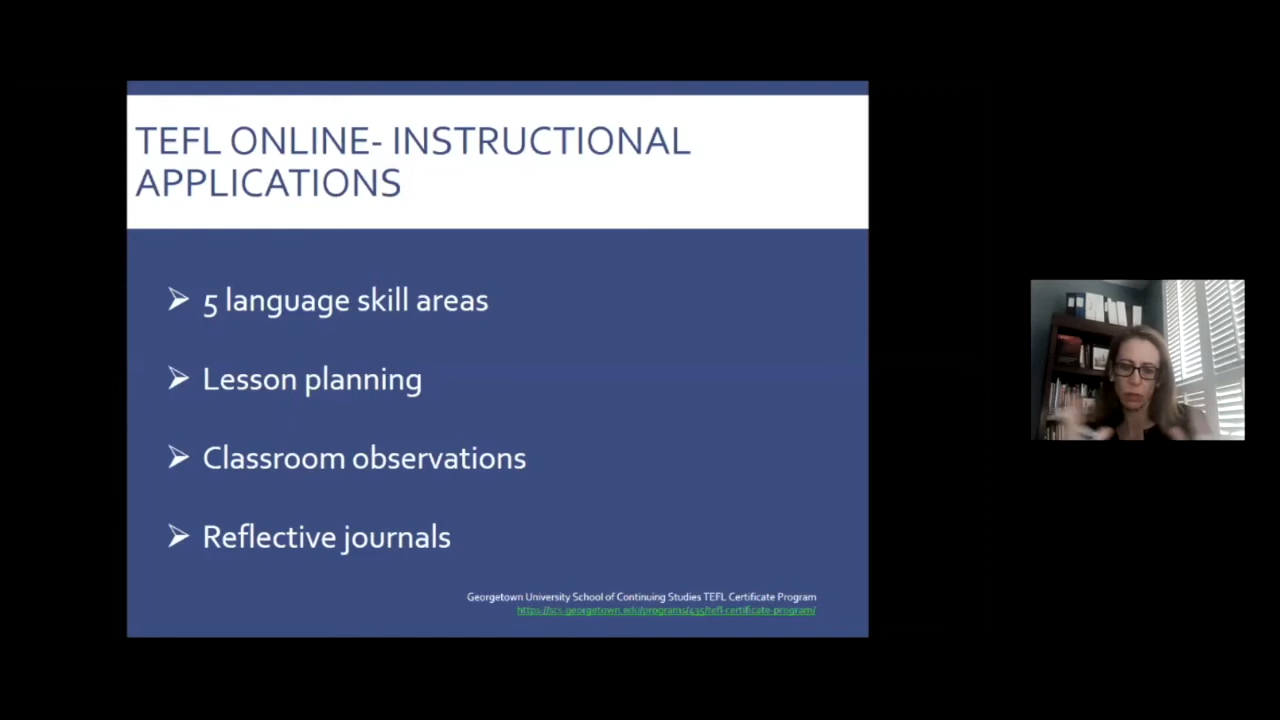 TEFL ONLINE- INSTRUCTIONAL
APPLICATIONS
5 language skill areas
Lesson planning
Classroom observations
Reflective journals
Georgetown University School of Continuing Studies TEFL Certificate Program
https://scs.georgetown.edu/programs/435/tefl-certificate-program/